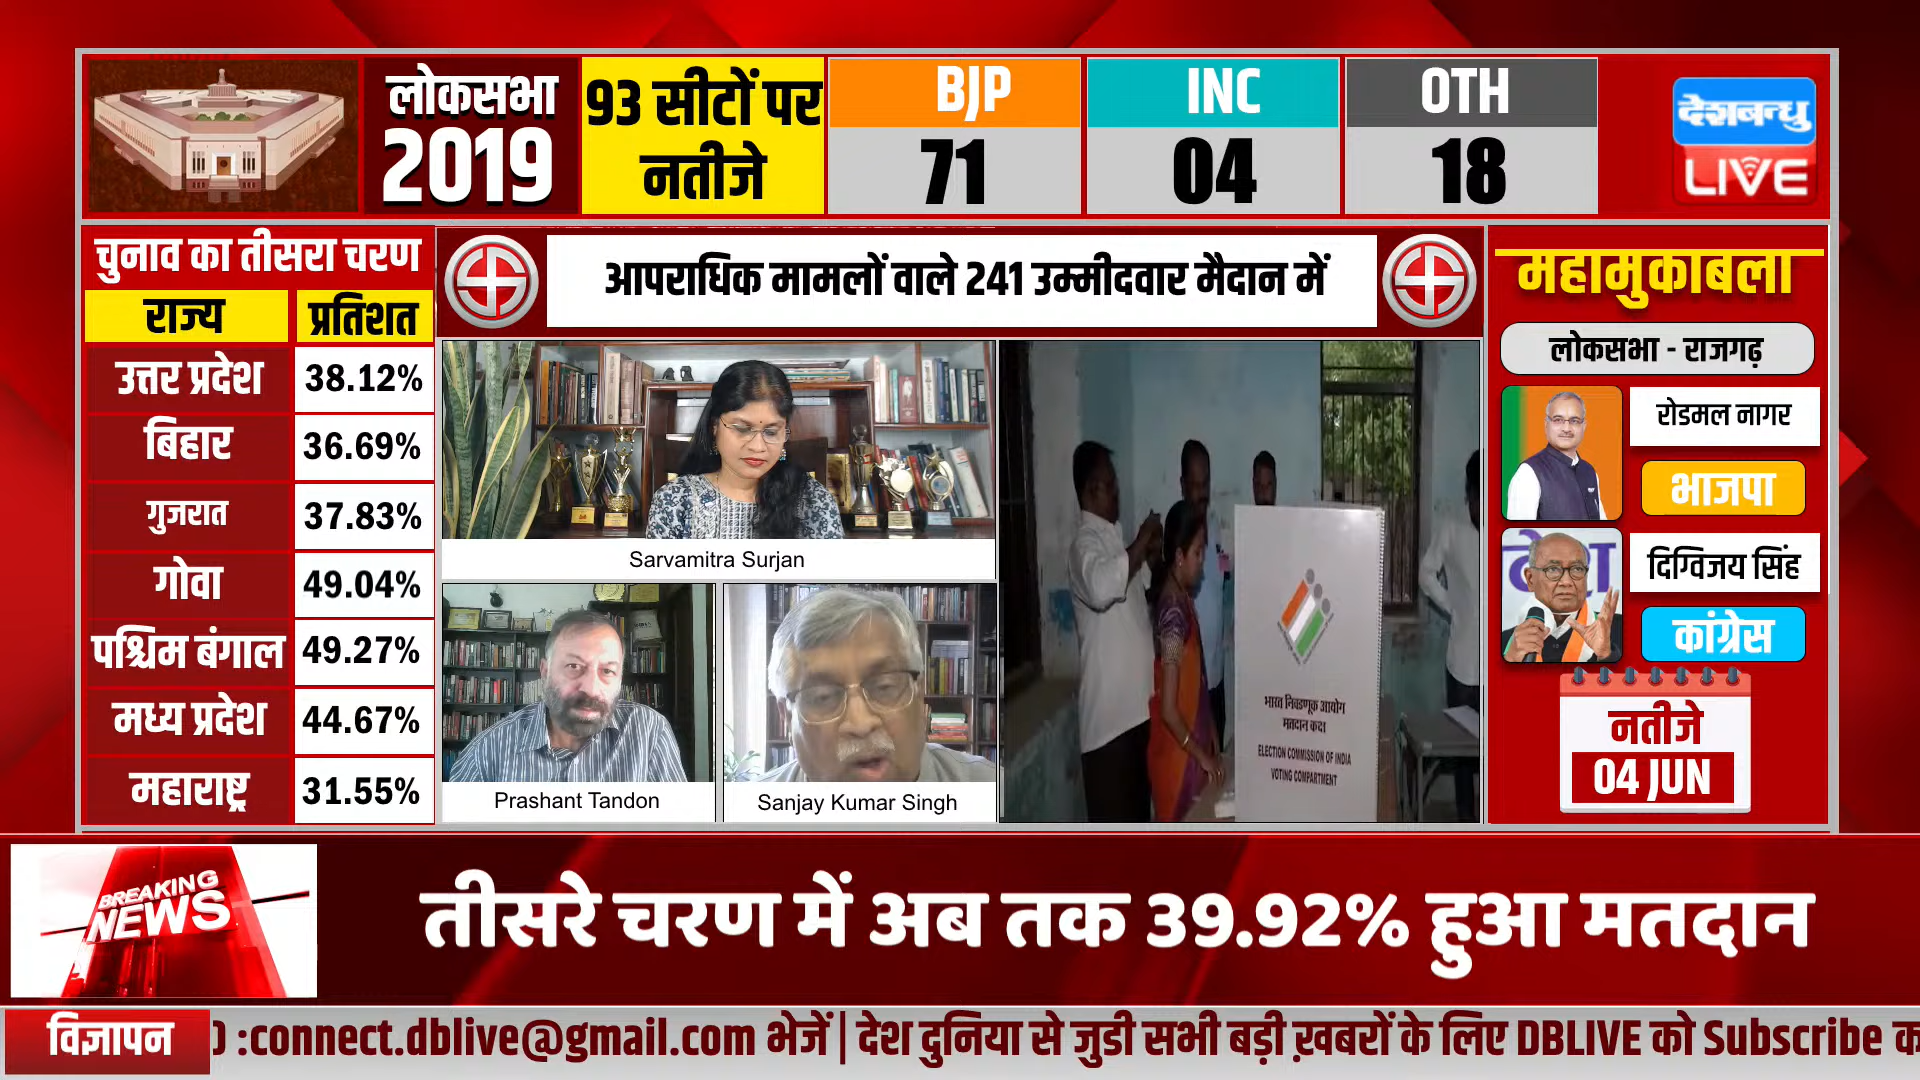 लोकसभा
2019
93 सीटों पर
नतीजे
BJP
71
INC
04
OTH
18
देशबन्धु
LIVE
चुनाव का तीसरा चरण
राज्य प्रतिशत
उत्तर प्रदेश 38.12%
बिहार 36.69%
गुजरात 37.83%
गोवा 49.04%
पश्चिम बंगाल 49.27%
मध्य प्रदेश 44.67%
महाराष्ट्र 31.55%
आपराधिक मामलों वाले 241 उम्मीदवार मैदान में
Sarvamitra Surjan
Prashant Tandon
Sanjay Kumar Singh
भारत निवडणूक आयोग
मतदान कक्ष
ELECTION COMMISSION OF INDIA
VOTING COMPARTMENT
महामुकाबला
लोकसभा - राजगढ़
रोडमल नागर
भाजपा
दिग्विजय सिंह
कांग्रेस
नतीजे
04 JUN
BREAKING
NEWS
तीसरे चरण में अब तक 39.92% हुआ मतदान
विज्ञापन
:connect.dblive@gmail.com भेजें | देश दुनिया से जुडी सभी बड़ी ख़बरों के लिए DBLIVE को Subscribe